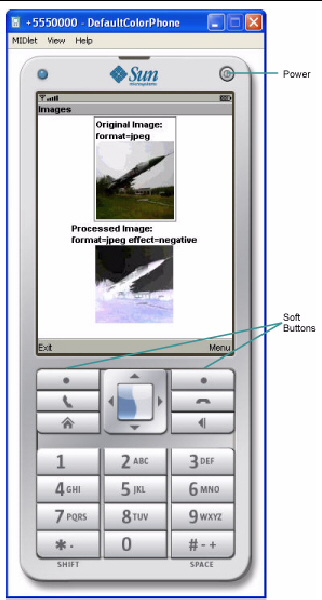 +5550000 - DefaultColorPhone
MIDlet View Help
Sun
microsystems
Power
Images
Original Image:
format=jpeg
Processed Image:
format=jpeg effect=negative
Soft
Buttons
Exit Menu
1 2 ABC 3 DEF
4 GHI 5 JKL 6 MNO
7 PQRS 8 TUV 9 WXYZ
* . 0 # - +
SHIFT SPACE